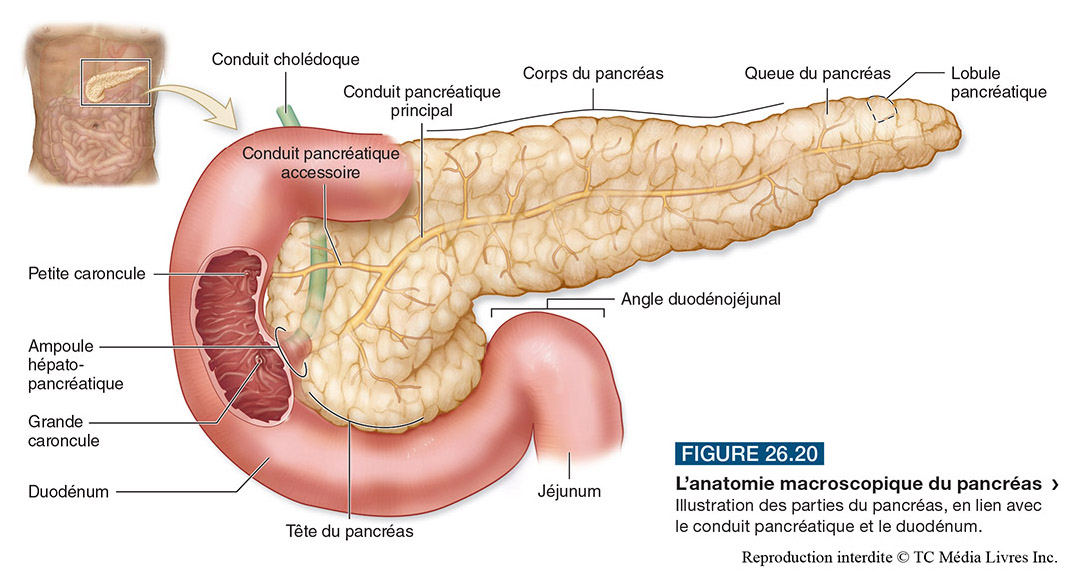 Conduit cholédoque
Conduit pancréatique
principal
Corps du pancréas
Queue du pancréas
Lobule
pancréatique
Conduit pancréatique
accessoire
Petite caroncule
Angle duodénojéjunal
Ampoule
hépato-
pancréatique
Grande
caroncule
Duodénum
Jéjunum
Tête du pancréas
FIGURE 26.20
L’anatomie macroscopique du pancréas ›
Illustration des parties du pancréas, en lien avec
le conduit pancréatique et le duodénum.
Reproduction interdite © TC Média Livres Inc.